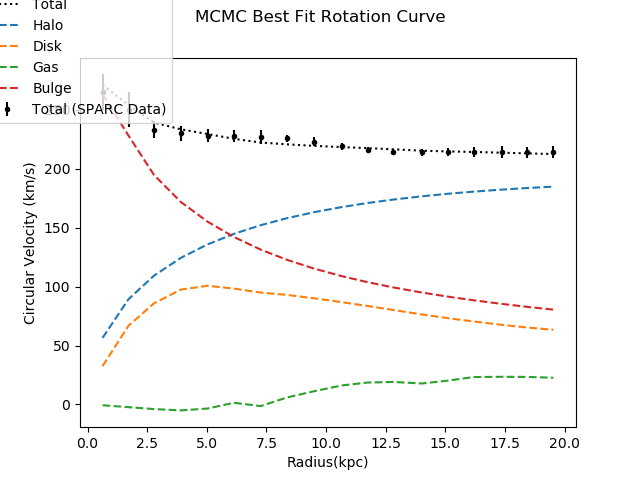 MCMC Best Fit Rotation Curve
Total
Halo
Disk
Gas
Bulge
Total (SPARC Data)
Circular Velocity (km/s)
200
150
100
50
0
0.0 2.5 5.0 7.5 10.0 12.5 15.0 17.5 20.0
Radius(kpc)